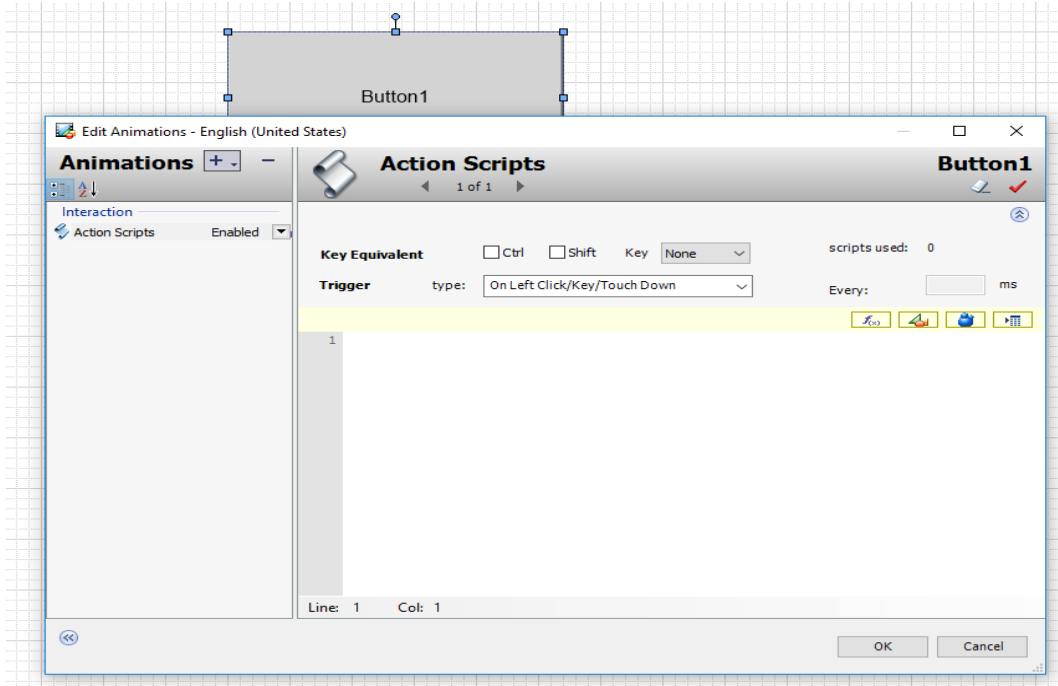 Button1
Edit Animations - English (United States)
Animations
Action Scripts
Button1
1 of 1
Interaction
Action Scripts Enabled
Key Equivalent Ctrl Shift Key None scripts used: 0
Trigger type: On Left Click/Key/Touch Down Every: ms
f(x)
1
Line: 1 Col: 1
OK Cancel